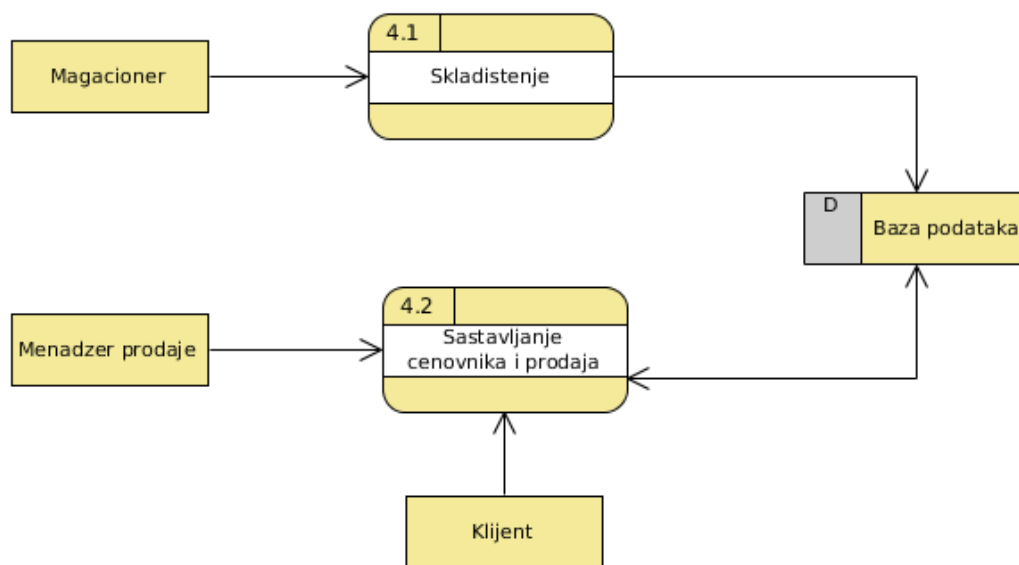 4.1
Magacioner
Skladistenje
D
Baza podataka
4.2
Menadzer prodaje
Sastavljanje
cenovnika i prodaja
Klijent